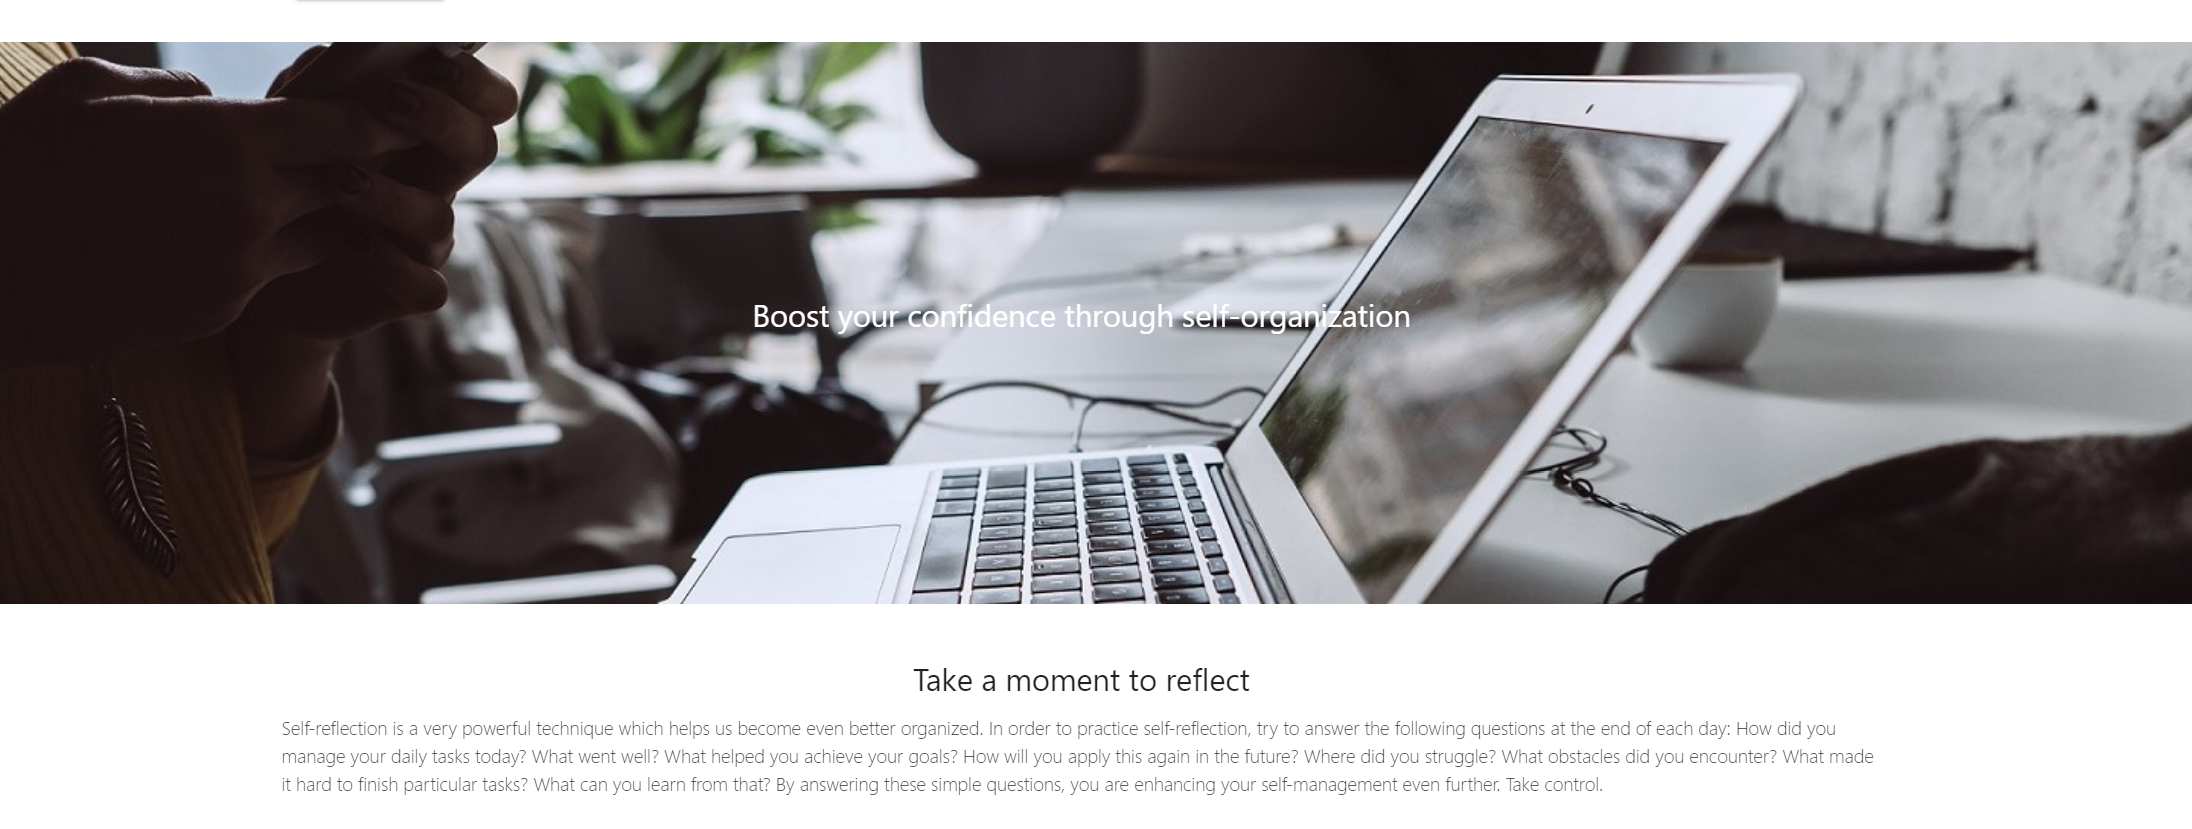 Boost your confidence through self-organization
Take a moment to reflect
Self-reflection is a very powerful technique which helps us become even better organized. In order to practice self-reflection, try to answer the following questions at the end of each day: How did you
manage your daily tasks today? What went well? What helped you achieve your goals? How will you apply this again in the future? Where did you struggle? What obstacles did you encounter? What made
it hard to finish particular tasks? What can you learn from that? By answering these simple questions, you are enhancing your self-management even further. Take control.